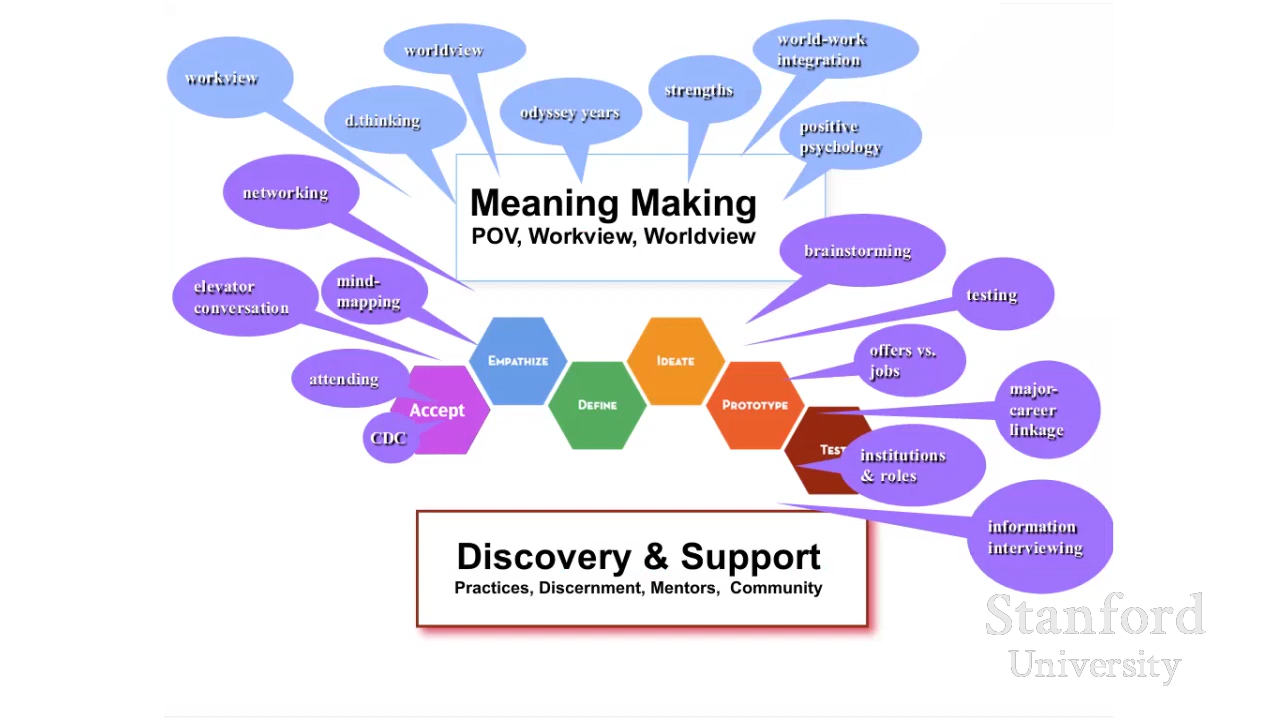 workview
worldview
world-work
integration
d.thinking
odyssey years
strengths
positive
psychology
networking
Meaning Making
POV, Workview, Worldview
brainstorming
elevator
conversation
mind-
mapping
testing
attending
EMPATHIZE
IDEATE
offers vs.
jobs
Accept
DEFINE
PROTOTYPE
major-
career
linkage
CDC
TEST
institutions
& roles
information
interviewing
Discovery & Support
Practices, Discernment, Mentors, Community
Stanford
University